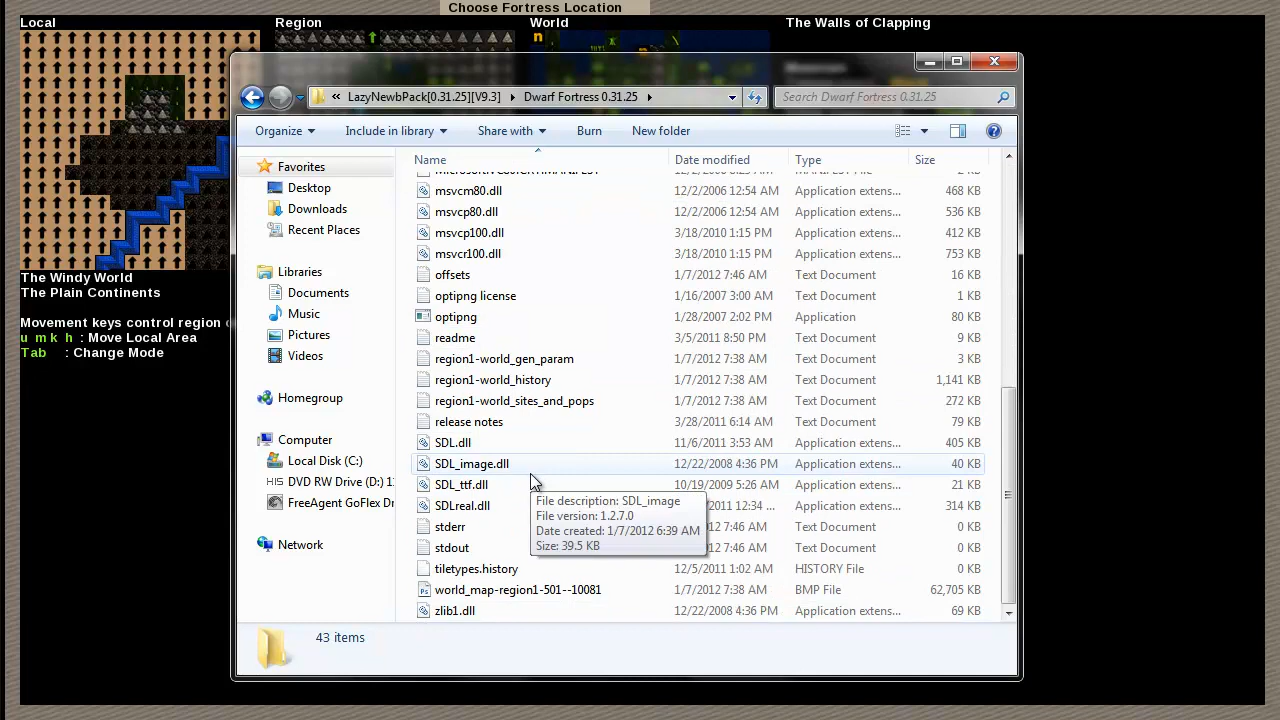 Choose Fortress Location
Local
Region
World
The Walls of Clapping
n
« LazyNewbPack[0.31.25][V9.3] Dwarf Fortress 0.31.25
Search Dwarf Fortress 0.31.25
Organize Include in library Share with Burn New folder
Name Date modified Type Size
Favorites
Desktop
Downloads
Recent Places
Libraries
Documents
Music
Pictures
Videos
Homegroup
Computer
Local Disk (C:)
DVD RW Drive (D:) 1
FreeAgent GoFlex Dr
Network
msvcm80.dll 12/2/2006 12:54 AM Application extens... 468 KB
msvcp80.dll 12/2/2006 12:54 AM Application extens... 536 KB
msvcp100.dll 3/18/2010 1:15 PM Application extens... 412 KB
msvcr100.dll 3/18/2010 1:15 PM Application extens... 753 KB
offsets 1/7/2012 7:46 AM Text Document 16 KB
optipng license 1/16/2007 3:00 AM Text Document 1 KB
optipng 1/28/2007 2:02 PM Application 80 KB
readme 3/5/2011 8:50 PM Text Document 9 KB
region1-world_gen_param 1/7/2012 7:38 AM Text Document 3 KB
region1-world_history 1/7/2012 7:38 AM Text Document 1,141 KB
region1-world_sites_and_pops 1/7/2012 7:38 AM Text Document 272 KB
release notes 3/28/2011 6:14 AM Text Document 79 KB
SDL.dll 11/6/2011 3:53 AM Application extens... 405 KB
SDL_image.dll 12/22/2008 4:36 PM Application extens... 40 KB
SDL_ttf.dll 10/19/2009 5:26 AM Application extens... 21 KB
SDLreal.dll 2011 12:34 ... Application extens... 314 KB
stderr 7:46 AM Text Document 0 KB
stdout 7:46 AM Text Document 0 KB
tiletypes.history 12/5/2011 1:02 AM HISTORY File 0 KB
world_map-region1-501--10081 1/7/2012 7:38 AM BMP File 62,705 KB
zlib1.dll 12/22/2008 4:36 PM Application extens... 69 KB
File description: SDL_image
File version: 1.2.7.0
Date created: 1/7/2012 6:39 AM
Size: 39.5 KB
43 items
The Windy World
The Plain Continents
Movement keys control region
u m k h : Move Local Area
Tab : Change Mode